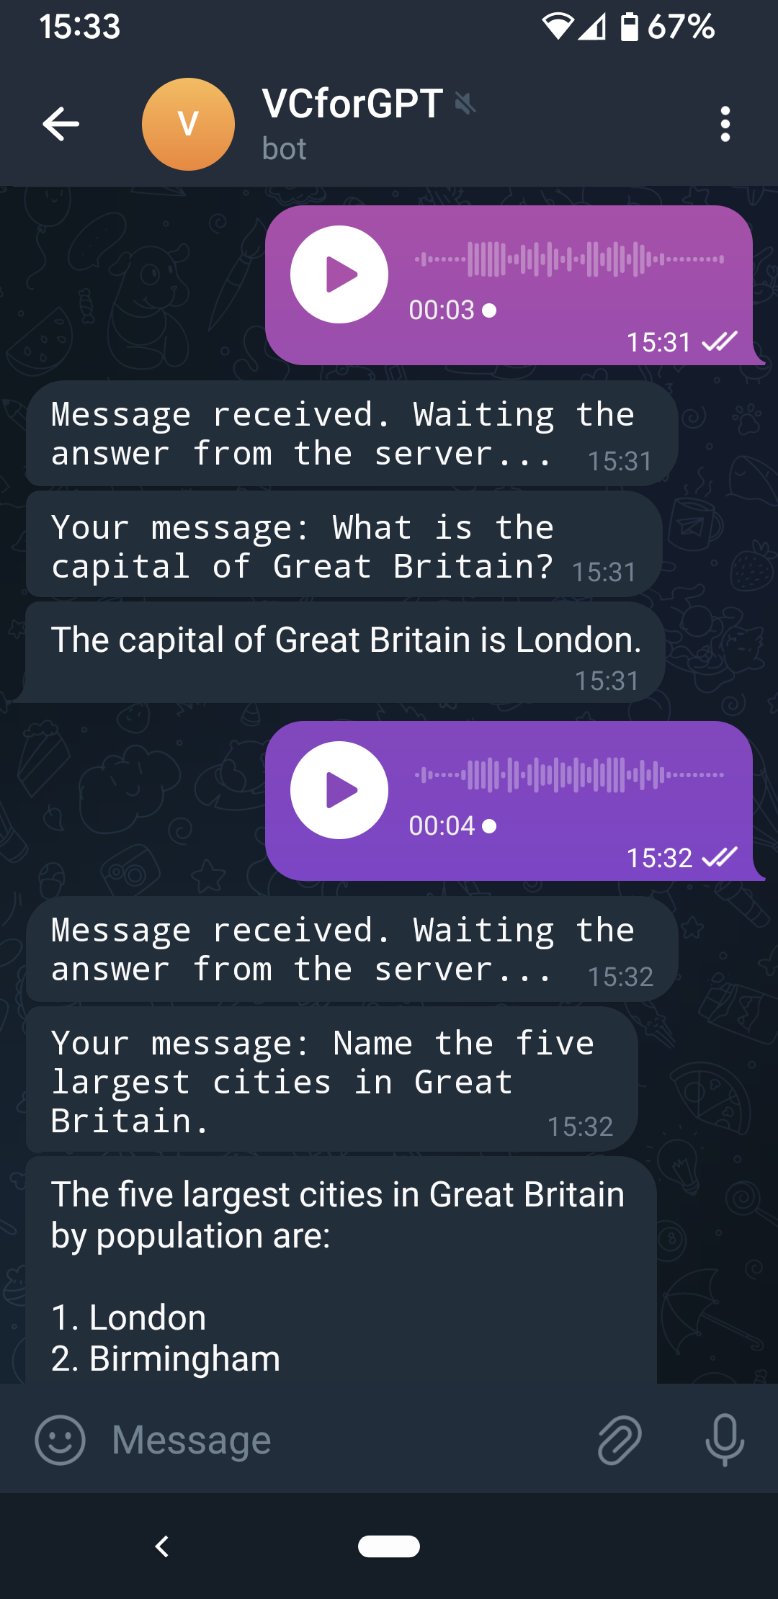 15:33
67%
V
VCforGPT
bot
00:03
15:31
Message received. Waiting the
answer from the server...
15:31
Your message: What is the
capital of Great Britain?
15:31
The capital of Great Britain is London.
15:31
00:04
15:32
Message received. Waiting the
answer from the server...
15:32
Your message: Name the five
largest cities in Great
Britain.
15:32
The five largest cities in Great Britain
by population are:
1. London
2. Birmingham
Message